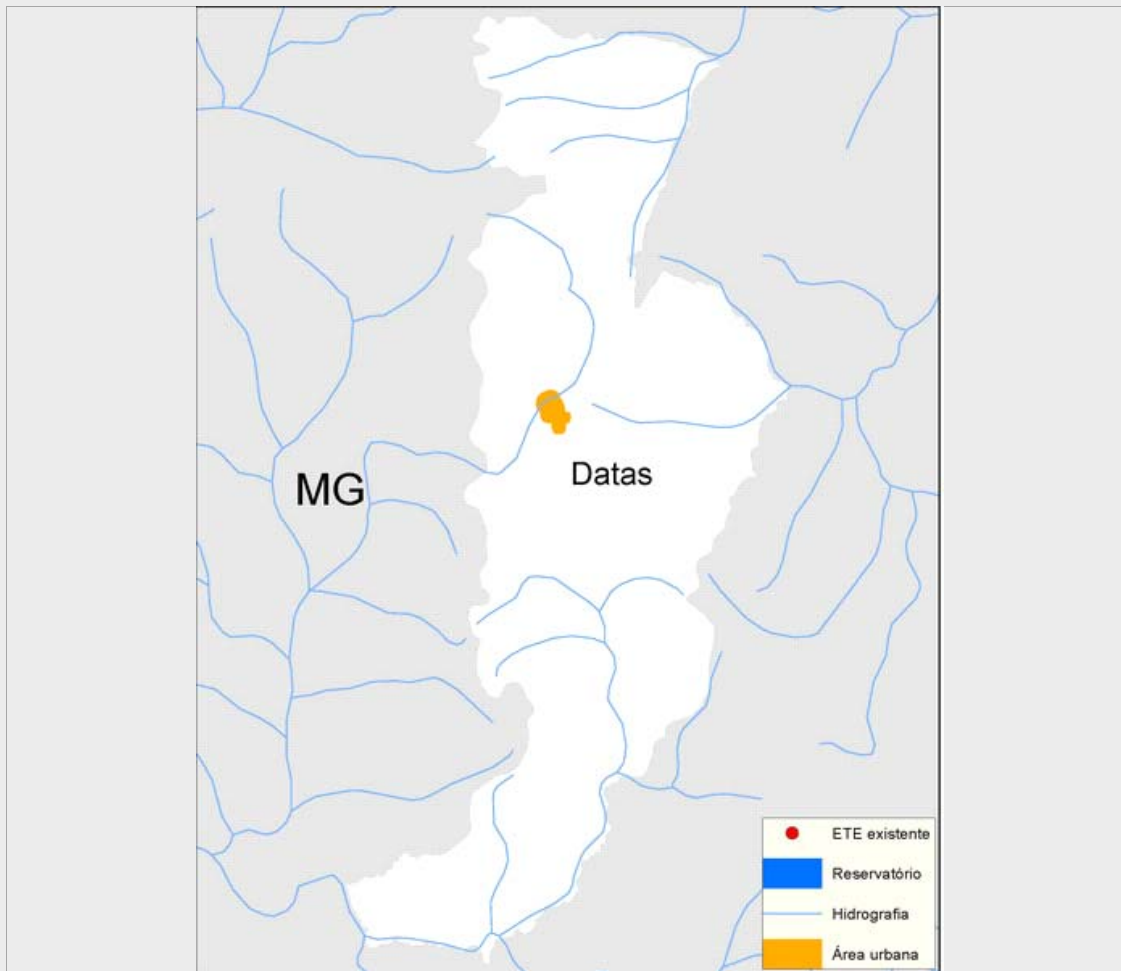 Datas
MG
ETE existente
Reservatório
Hidrografia
Área urbana